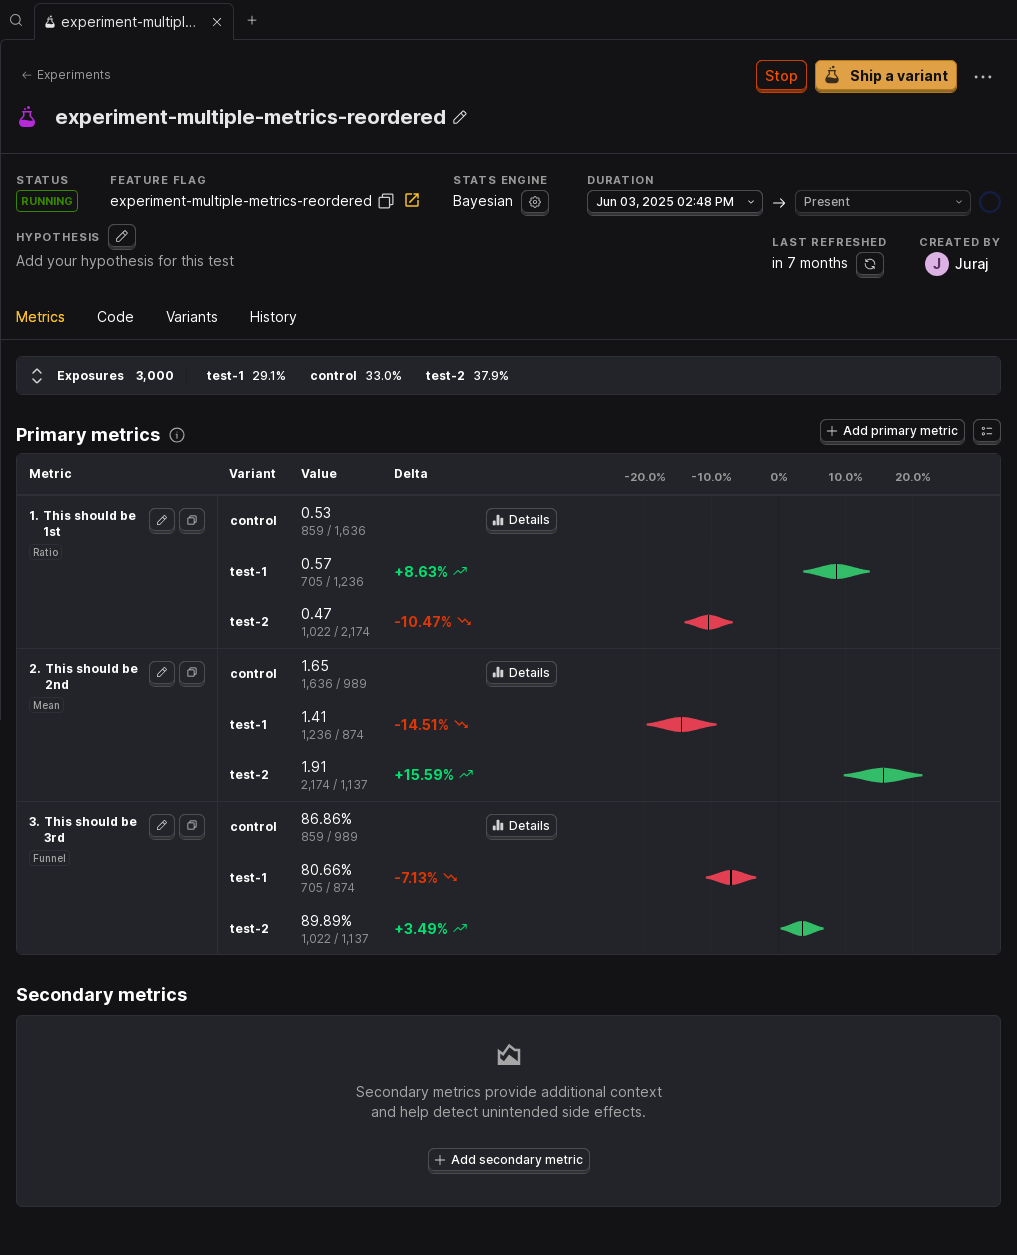 experiment-multipl...
Experiments
Stop
Ship a variant
experiment-multiple-metrics-reordered
STATUS
FEATURE FLAG
STATS ENGINE
DURATION
RUNNING
experiment-multiple-metrics-reordered
Bayesian
Jun 03, 2025 02:48 PM
Present
HYPOTHESIS
LAST REFRESHED
CREATED BY
Add your hypothesis for this test
in 7 months
J
Juraj
Metrics
Code
Variants
History
Exposures 3,000 test-1 29.1% control 33.0% test-2 37.9%
Primary metrics
Add primary metric
Metric Variant Value Delta -20.0% -10.0% 0% 10.0% 20.0%
1. This should be
1st
Ratio
control
0.53
859 / 1,636
Details
test-1
0.57
705 / 1,236
+8.63%
test-2
0.47
1,022 / 2,174
-10.47%
2. This should be
2nd
Mean
control
1.65
1,636 / 989
Details
test-1
1.41
1,236 / 874
-14.51%
test-2
1.91
2,174 / 1,137
+15.59%
3. This should be
3rd
Funnel
control
86.86%
859 / 989
Details
test-1
80.66%
705 / 874
-7.13%
test-2
89.89%
1,022 / 1,137
+3.49%
Secondary metrics
Secondary metrics provide additional context
and help detect unintended side effects.
Add secondary metric